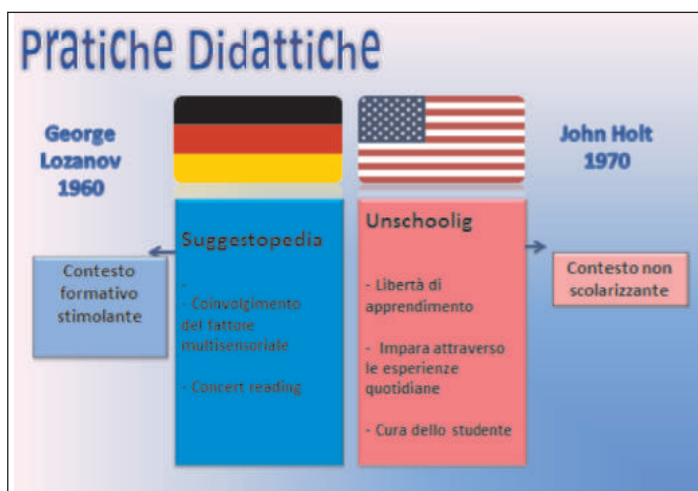 Pratiche Didattiche
George
Lozanov
1960
John Holt
1970
Suggestopedia
-
- Coinvolgimento
del fattore
multisensoriale
- Concert reading
Unschoolig
- Libertà di
apprendimento
- Impara attraverso
le esperienze
quotidiane
- Cura dello studente
Contesto
formativo
stimolante
Contesto non
scolarizzante